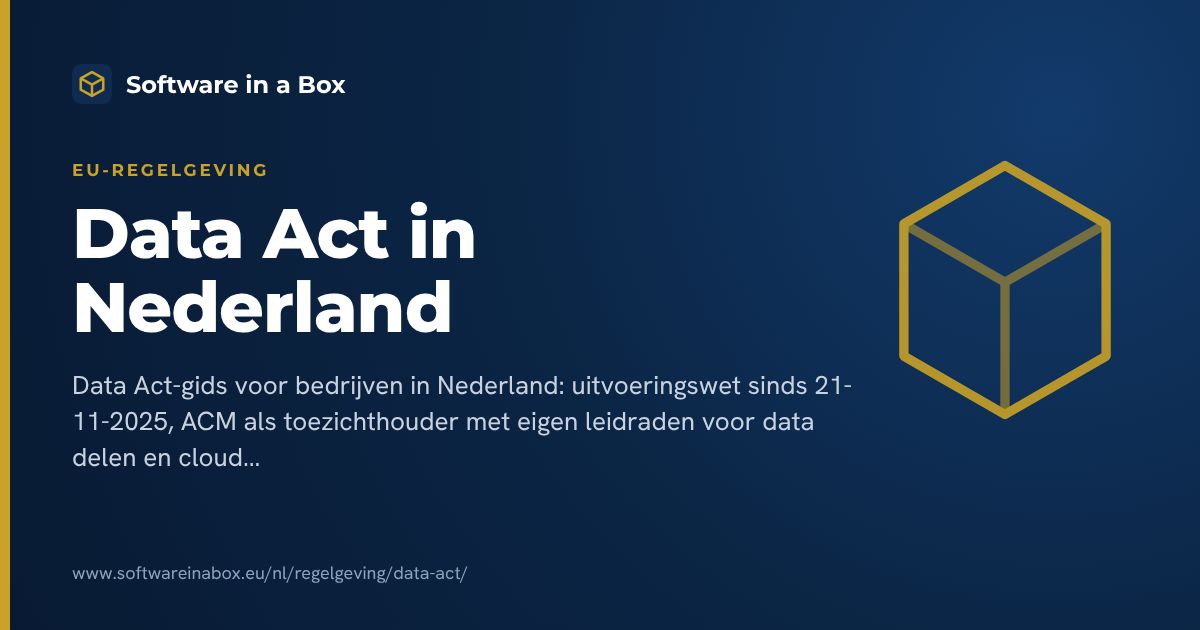 Software in a Box
EU-REGELGEVING
Data Act in
Nederland
Data Act-gids voor bedrijven in Nederland: uitvoeringswet sinds 21-
11-2025, ACM als toezichthouder met eigen leidraden voor data
delen en cloud...
www.softwareinabox.eu/nl/regelgeving/data-act/